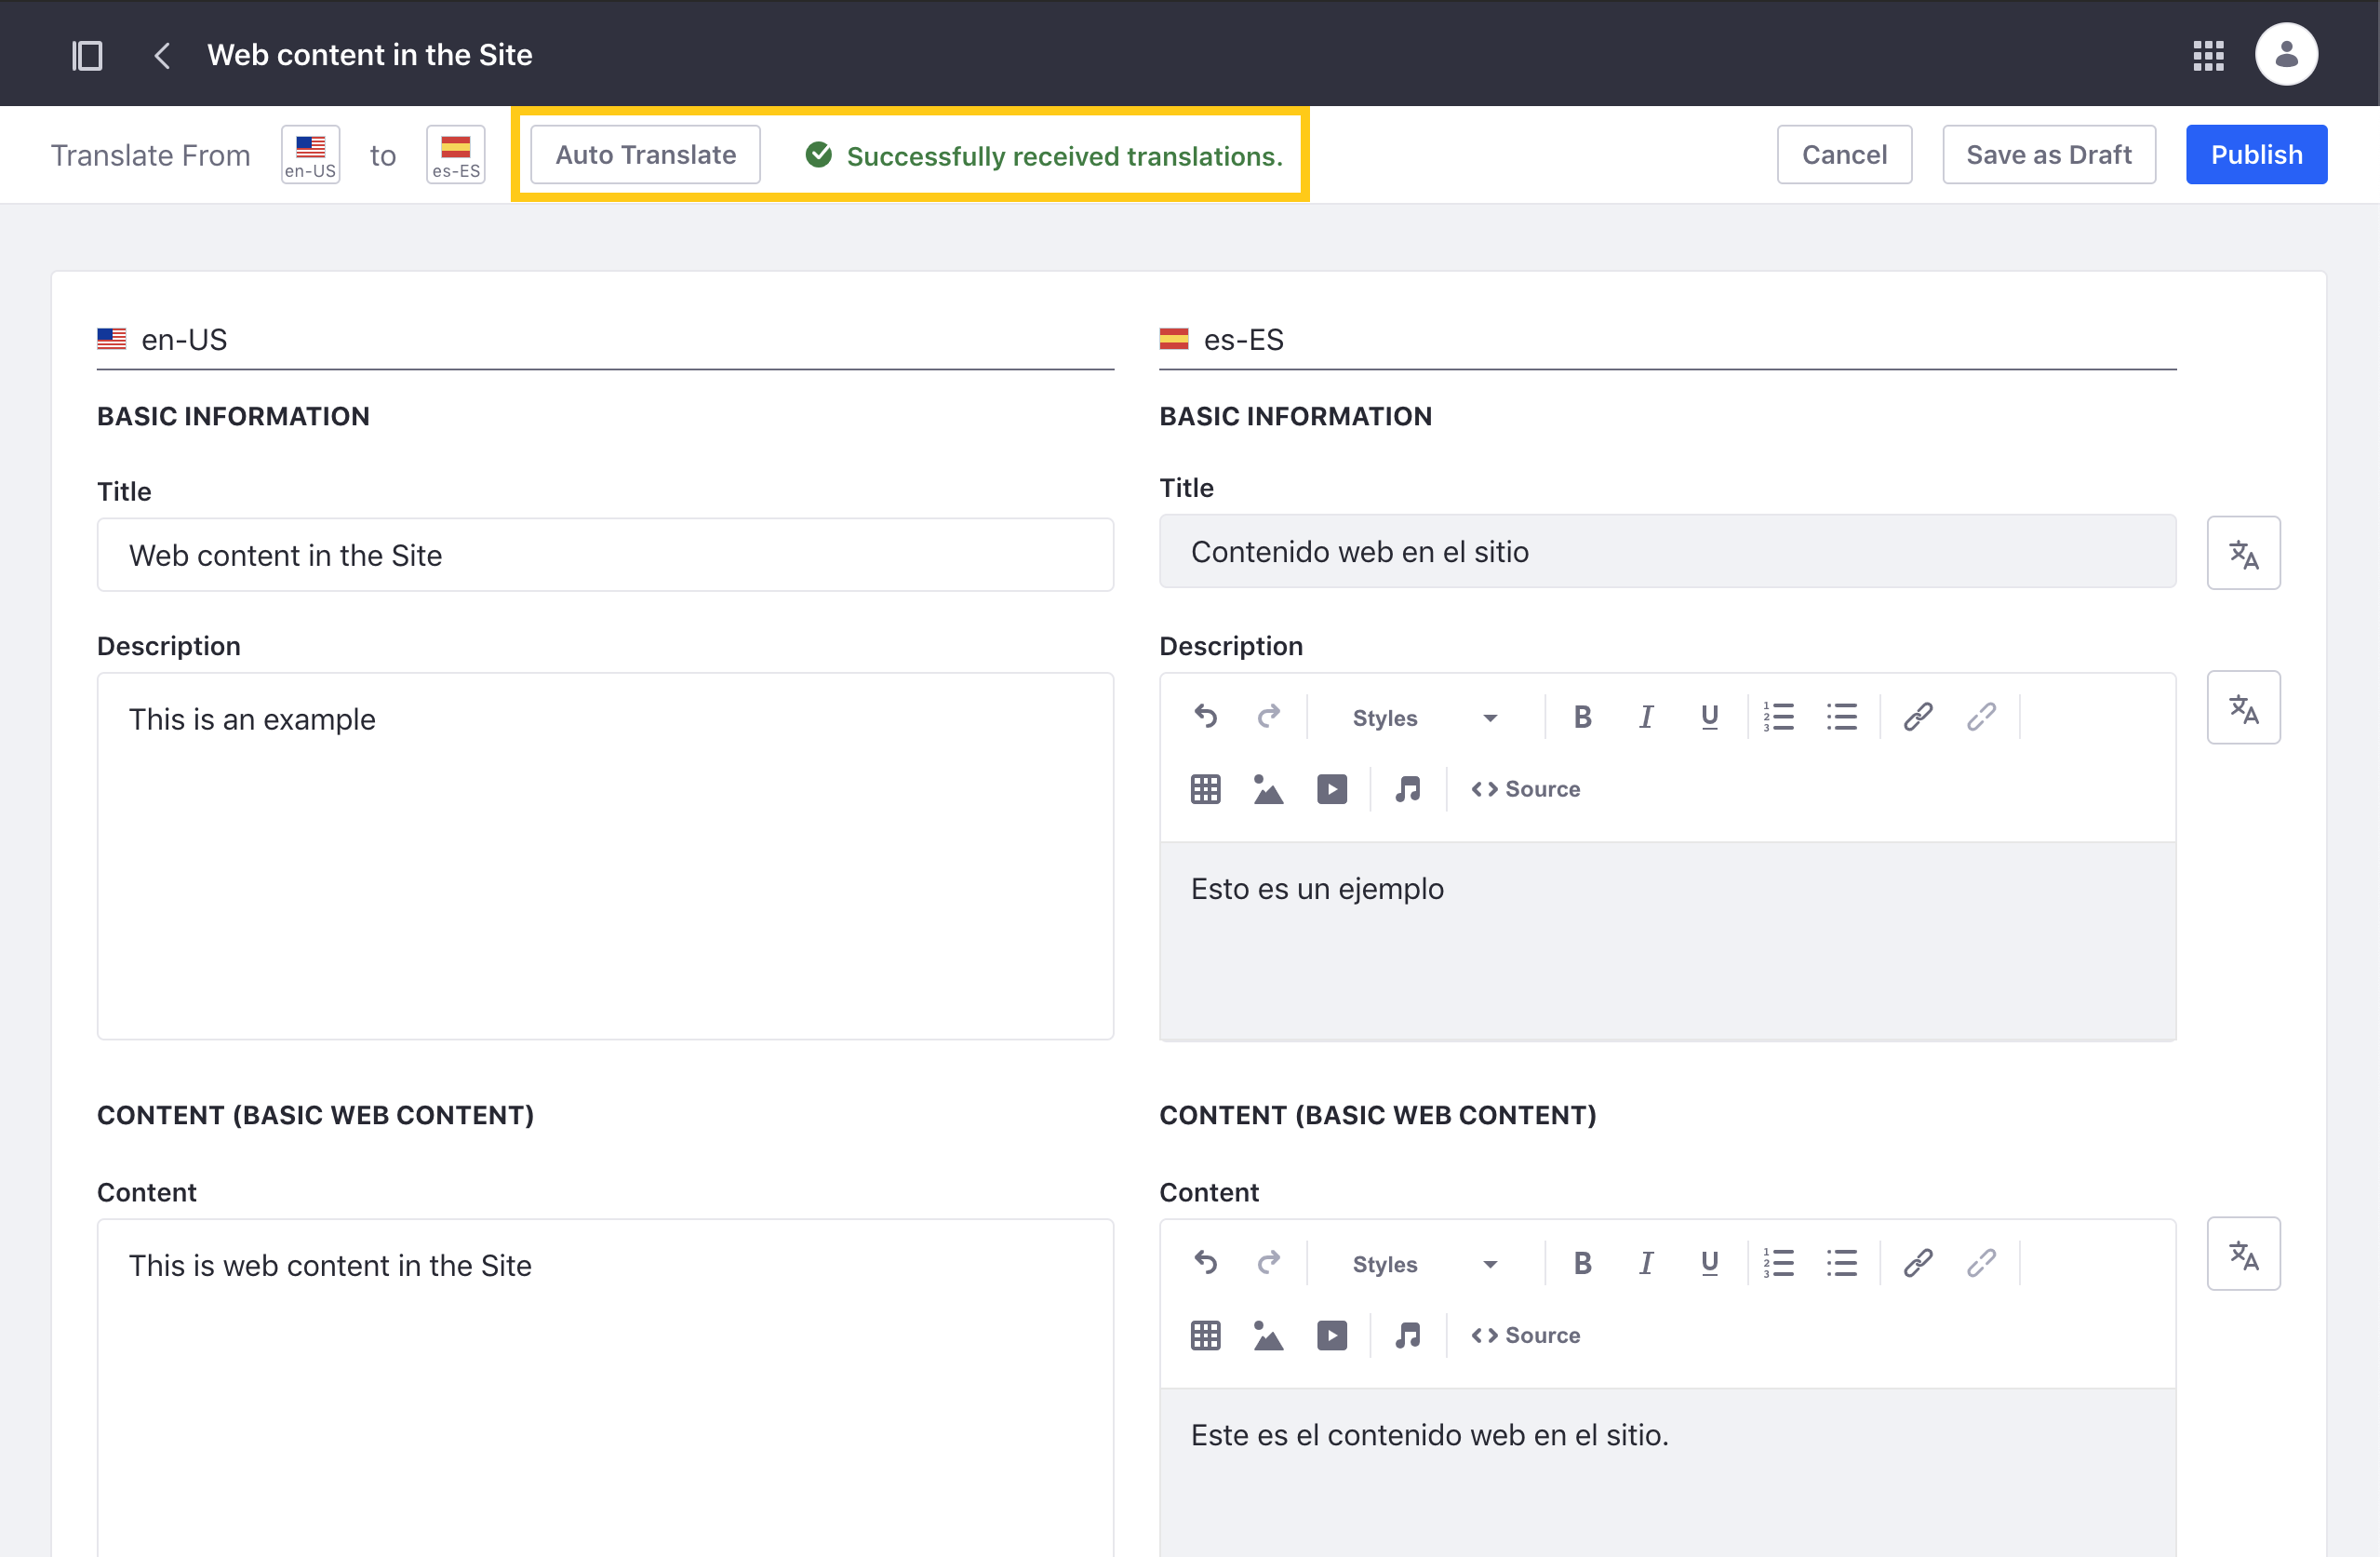 Web content in the Site
Translate From en-US to es-ES Auto Translate Successfully received translations. Cancel Save as Draft Publish
en-US
BASIC INFORMATION
Title
Web content in the Site
Description
This is an example
CONTENT (BASIC WEB CONTENT)
Content
This is web content in the Site
es-ES
BASIC INFORMATION
Title
Contenido web en el sitio
Description
Styles B I U
Source
Esto es un ejemplo
CONTENT (BASIC WEB CONTENT)
Content
Styles B I U
Source
Este es el contenido web en el sitio.